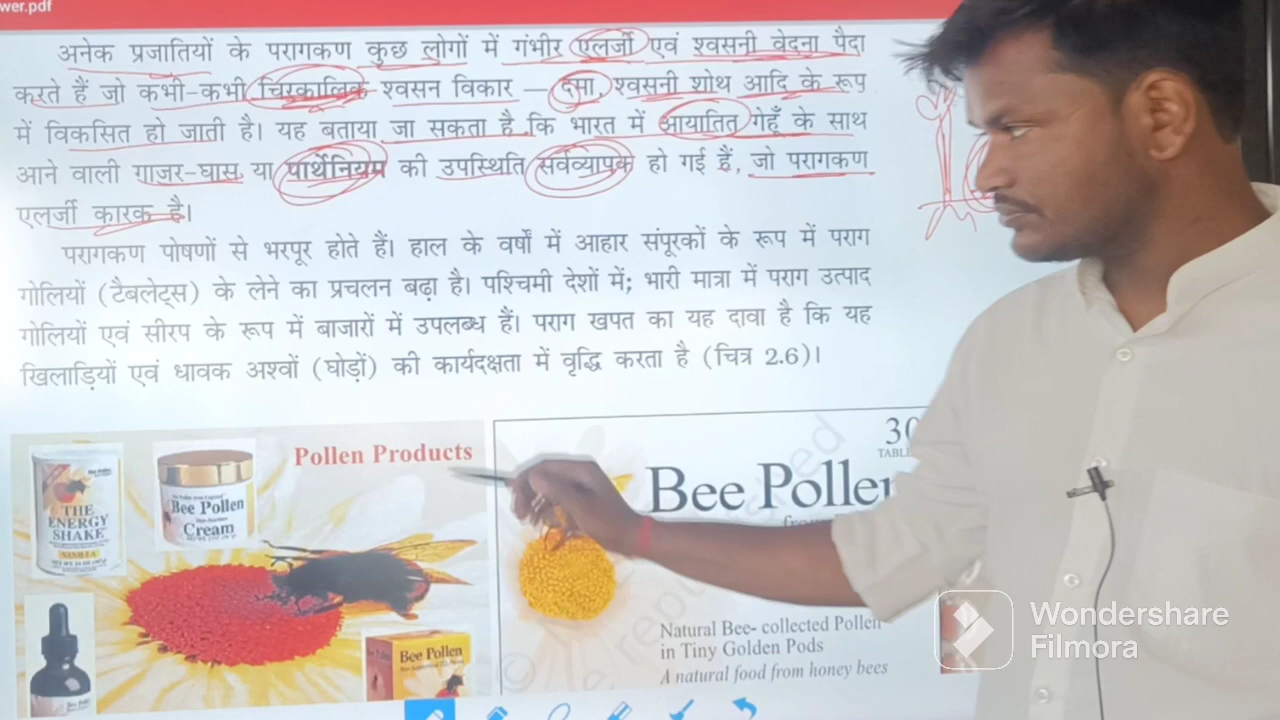 wer.pdf
अनेक प्रजातियों के परागकण कुछ लोगों में गंभीर एलर्जी एवं श्वसनी वेदना पैदा
करते हैं जो कभी-कभी चिरकालिक श्वसन विकार — दमा, श्वसनी शोथ आदि के रूप
में विकसित हो जाती है। यह बताया जा सकता है कि भारत में आयातित गेहूँ के साथ
आने वाली गाजर-घास या पार्थेनियम की उपस्थिति सर्वव्यापक हो गई हैं, जो परागकण
एलर्जी कारक है।
परागकण पोषणों से भरपूर होते हैं। हाल के वर्षों में आहार संपूरकों के रूप में पराग
गोलियों (टैबलेट्स) के लेने का प्रचलन बढ़ा है। पश्चिमी देशों में; भारी मात्रा में पराग उत्पाद
गोलियों एवं सीरप के रूप में बाजारों में उपलब्ध हैं। पराग खपत का यह दावा है कि यह
खिलाड़ियों एवं धावक अश्वों (घोड़ों) की कार्यदक्षता में वृद्धि करता है (चित्र 2.6)।
Pollen Products
THE
ENERGY
SHAKE
VANILLA
Bee Pollen
Cream
Bee Pollen
30
Bee Pollen
Natural Bee- collected Pollen
in Tiny Golden Pods
A natural food from honey bees
Wondershare
Filmora